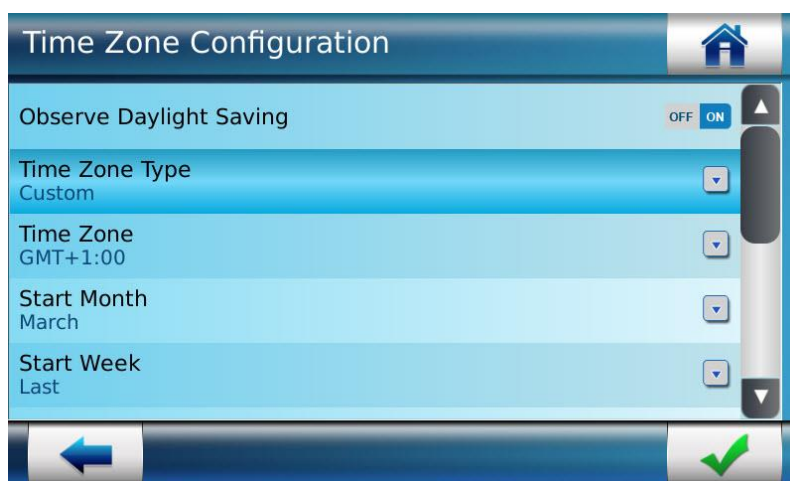 Time Zone Configuration
Observe Daylight Saving
OFF ON
Time Zone Type
Custom
Time Zone
GMT+1:00
Start Month
March
Start Week
Last